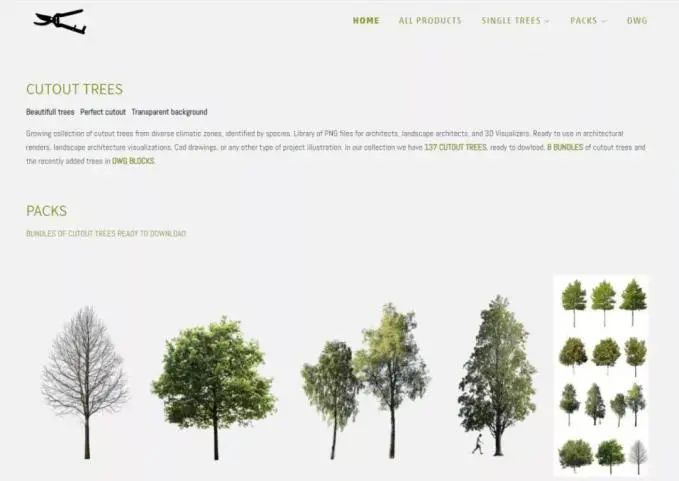 HOME ALL PRODUCTS SINGLE TREES PACKS DWG
CUTOUT TREES
Beautifull trees Perfect cutout Transparent background
Growing collection of cutout trees from diverse climatic zones, identified by species. Library of PNG files for architects, landscape architects, and 3D Visualizers. Ready to use in architectural
renders, landscape architecture visualizations, Cad drawings, or any other type of project illustration. In our collection we have 137 CUTOUT TREES, ready to dowload, 8 BUNDLES of cutout trees and
the recently added trees in DWG BLOCKS.
PACKS
BUNDLES OF CUTOUT TREES READY TO DOWNLOAD